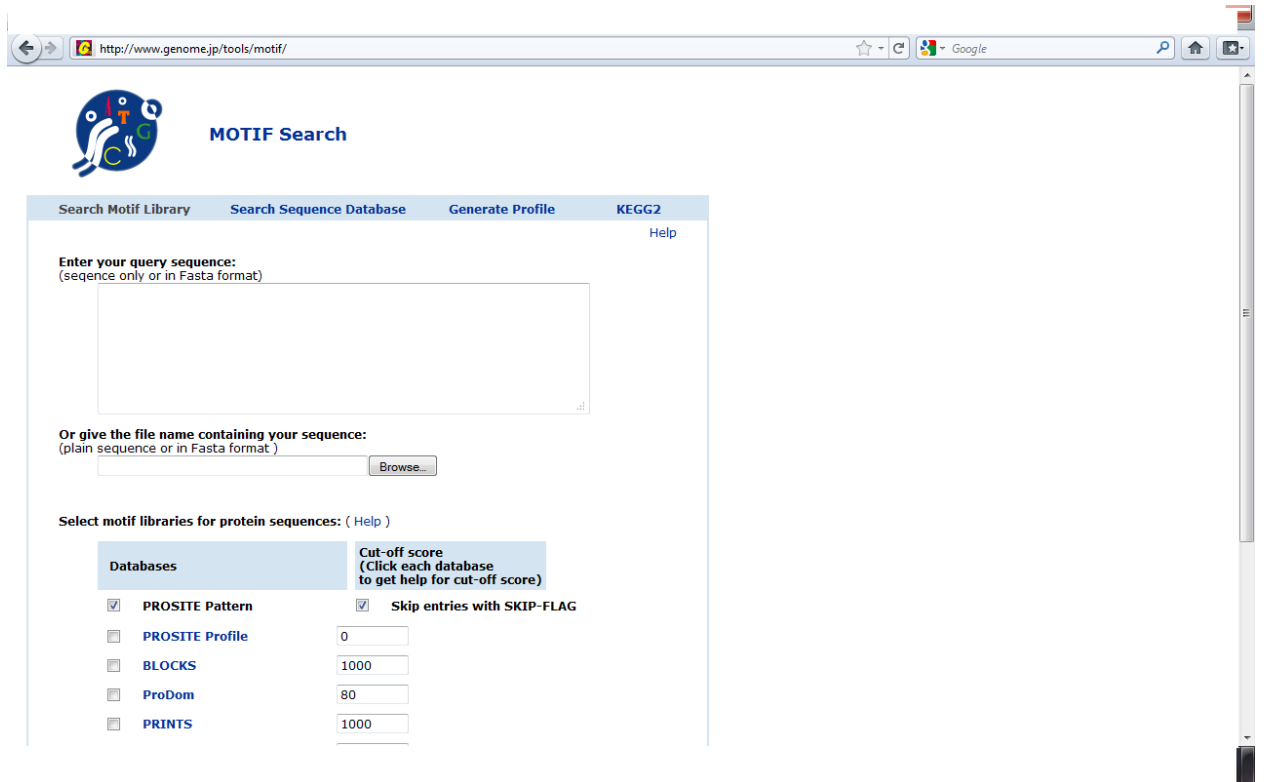 http://www.genome.jp/tools/motif/
Google
T
G
C
MOTIF Search
Search Motif Library Search Sequence Database Generate Profile KEGG2
Help
Enter your query sequence:
(seqence only or in Fasta format)
Or give the file name containing your sequence:
(plain sequence or in Fasta format )
Browse...
Select motif libraries for protein sequences: ( Help )
Databases
Cut-off score
(Click each database
to get help for cut-off score)
PROSITE Pattern Skip entries with SKIP-FLAG
PROSITE Profile 0
BLOCKS 1000
ProDom 80
PRINTS 1000